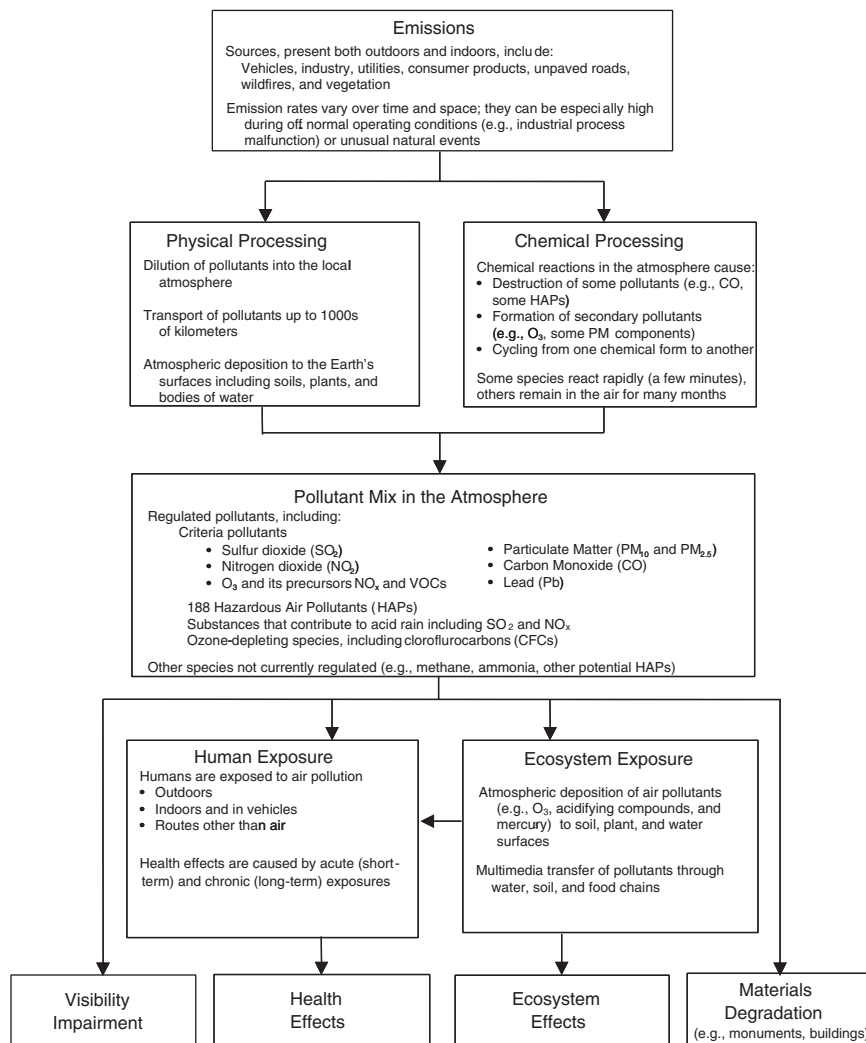 Emissions
Sources, present both outdoors and indoors, include:
Vehicles, industry, utilities, consumer products, unpaved roads,
wildfires, and vegetation
Emission rates vary over time and space; they can be especially high
during off normal operating conditions (e.g., industrial process
malfunction) or unusual natural events
Physical Processing
Dilution of pollutants into the local
atmosphere
Transport of pollutants up to 1000s
of kilometers
Atmospheric deposition to the Earth's
surfaces including soils, plants, and
bodies of water
Chemical Processing
Chemical reactions in the atmosphere cause:
• Destruction of some pollutants (e.g., CO,
some HAPs)
• Formation of secondary pollutants
(e.g., O₃, some PM components)
• Cycling from one chemical form to another
Some species react rapidly (a few minutes),
others remain in the air for many months
Pollutant Mix in the Atmosphere
Regulated pollutants, including:
Criteria pollutants
• Sulfur dioxide (SO₂)
• Nitrogen dioxide (NO₂)
• O₃ and its precursors NOₓ and VOCs
• Particulate Matter (PM₁₀ and PM₂.₅)
• Carbon Monoxide (CO)
• Lead (Pb)
188 Hazardous Air Pollutants (HAPs)
Substances that contribute to acid rain including SO₂ and NOₓ
Ozone-depleting species, including cloroflurocarbons (CFCs)
Other species not currently regulated (e.g., methane, ammonia, other potential HAPs)
Human Exposure
Humans are exposed to air pollution
• Outdoors
• Indoors and in vehicles
• Routes other than air
Health effects are caused by acute (short-
term) and chronic (long-term) exposures
Ecosystem Exposure
Atmospheric deposition of air pollutants
(e.g., O₃, acidifying compounds, and
mercury) to soil, plant, and water
surfaces
Multimedia transfer of pollutants through
water, soil, and food chains
Visibility
Impairment
Health
Effects
Ecosystem
Effects
Materials
Degradation
(e.g., monuments, buildings)